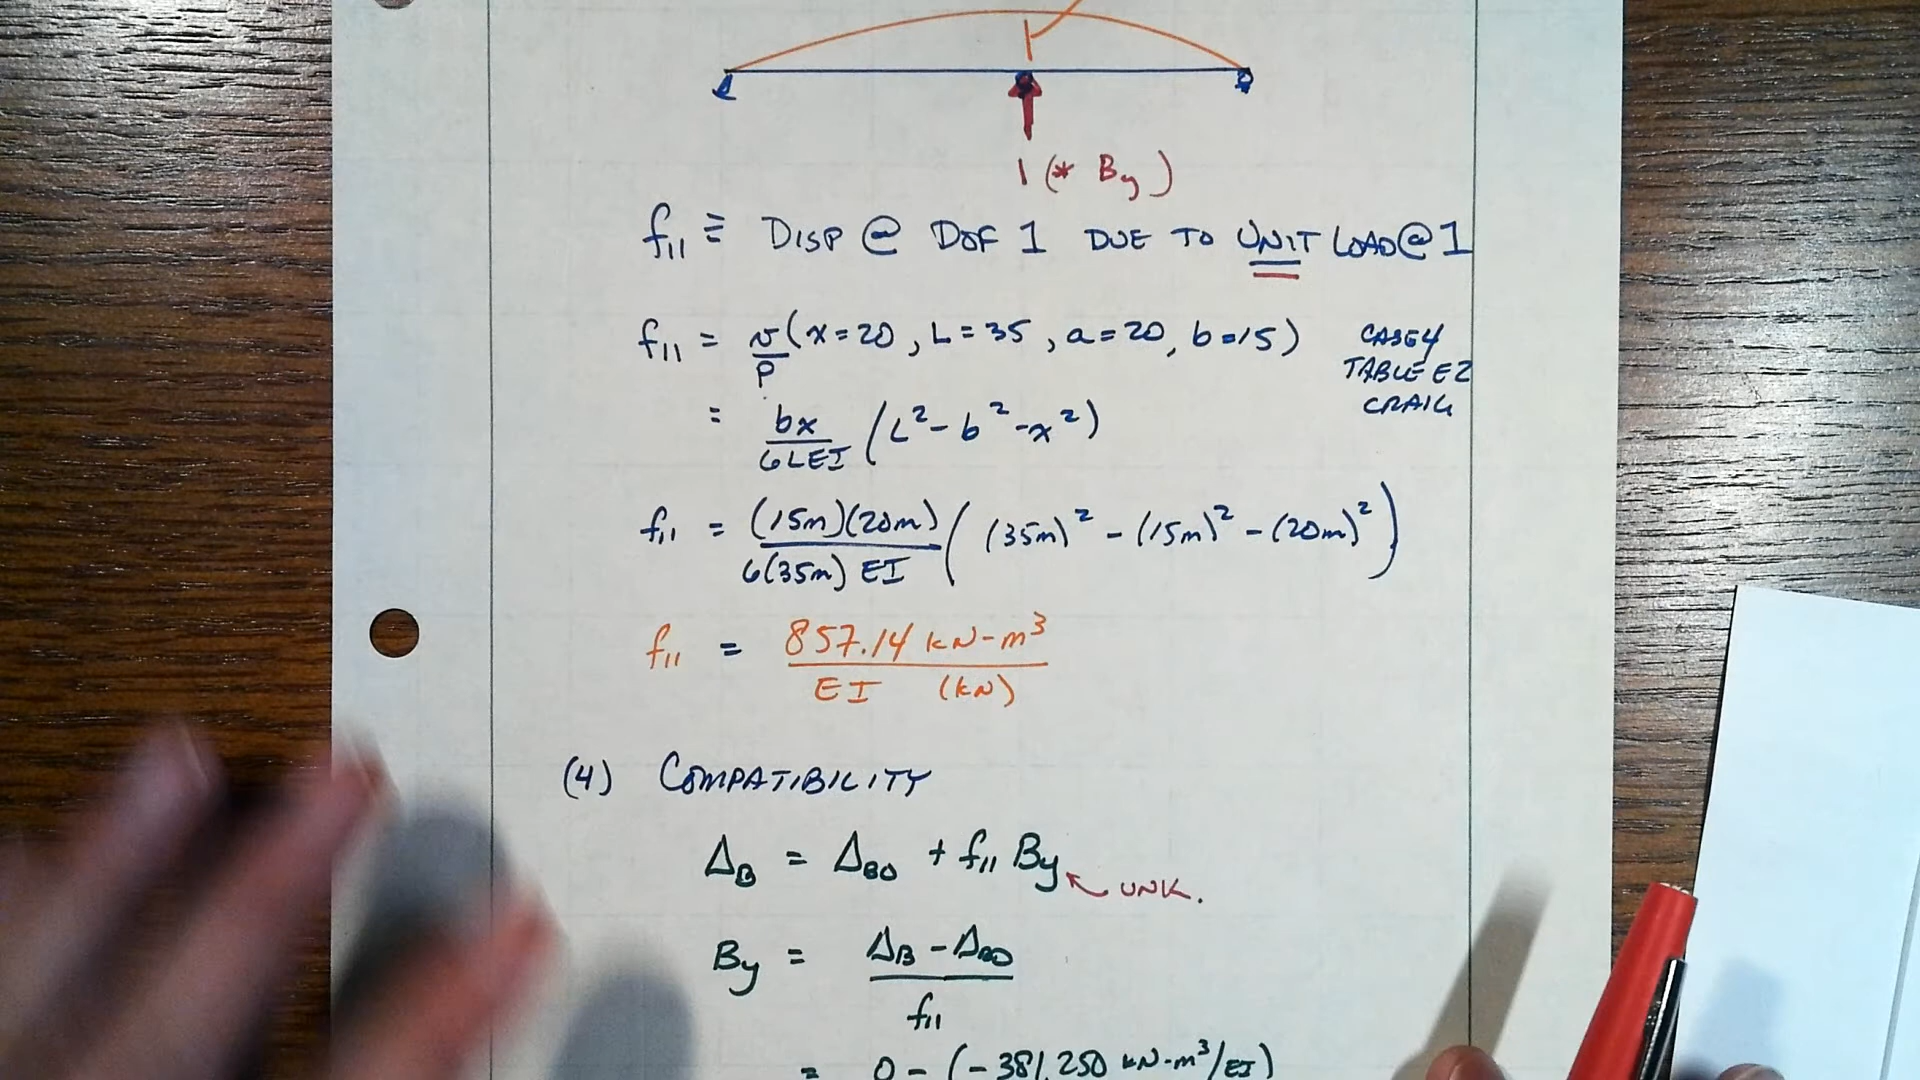 1 (* By)
f11 ≡ DISP @ DOF 1 DUE TO UNIT LOAD@1
f11 = v/P (x=20, L=35, a=20, b=15)
CASE4
TABLE E2
CRAIG
= bx/6LEI (L²-b²-x²)
f11 = (15m)(20m)/6(35m) EI ((35m)² - (15m)² - (20m)²)
f11 = 857.14 kN-m³/EI (kN)
(4) COMPATIBILITY
ΔB = ΔB0 + f11 By ← UNK.
By = ΔB - ΔB0/f11
= 0 - (-381,250 kN-m³/EI)